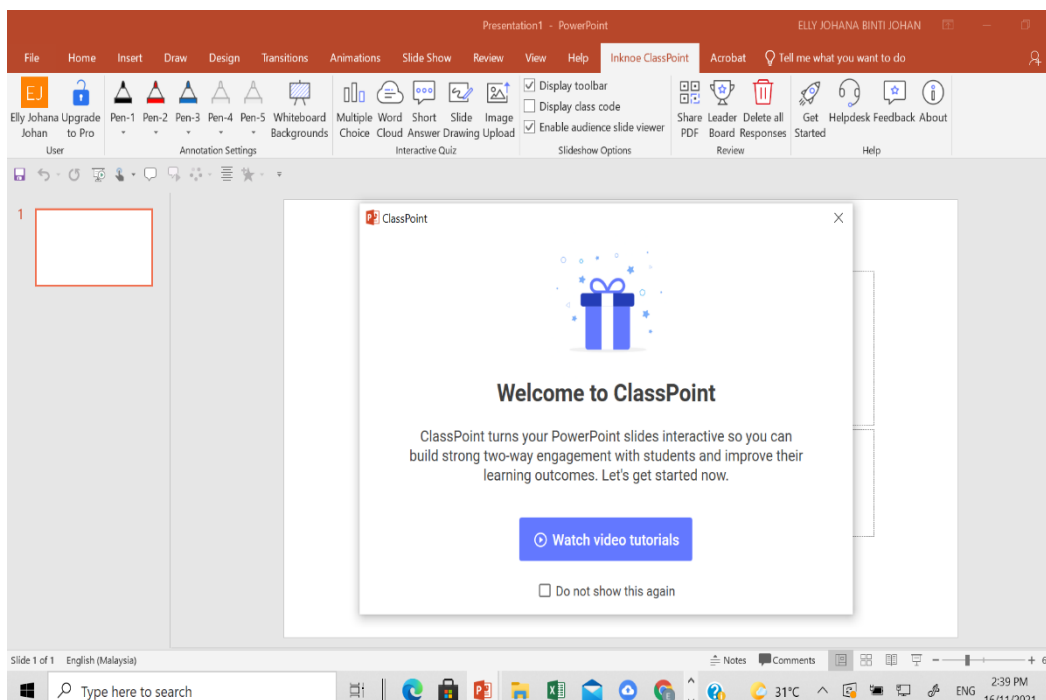 Presentation1 - PowerPoint
ELLY JOHANA BINTI JOHAN
File Home Insert Draw Design Transitions Animations Slide Show Review View Help Inknoe ClassPoint Acrobat Tell me what you want to do
EJ
Elly Johana Johan
Upgrade to Pro
User
Pen-1 Pen-2 Pen-3 Pen-4 Pen-5
Whiteboard Backgrounds
Annotation Settings
Multiple Choice
Word Cloud
Short Answer
Slide Drawing
Image Upload
Interactive Quiz
Display toolbar
Display class code
Enable audience slide viewer
Slideshow Options
Share PDF
Leader Board
Delete all Responses
Review
Get Started
Helpdesk
Feedback
About
Help
1
ClassPoint
Welcome to ClassPoint
ClassPoint turns your PowerPoint slides interactive so you can
build strong two-way engagement with students and improve their
learning outcomes. Let's get started now.
Watch video tutorials
Do not show this again
Slide 1 of 1 English (Malaysia)
Notes Comments
6
Type here to search
31°C
ENG
2:39 PM
16/11/2021